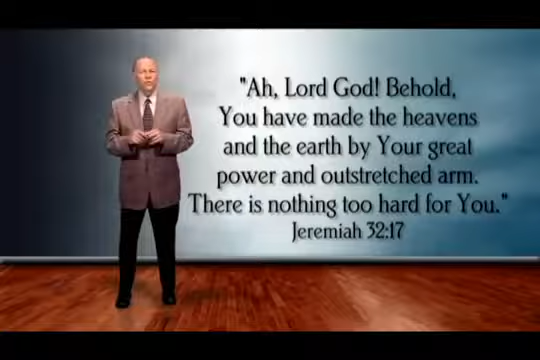 "Ah, Lord God! Behold,
You have made the heavens
and the earth by Your great
power and outstretched arm.
There is nothing too hard for You."
Jeremiah 32:17